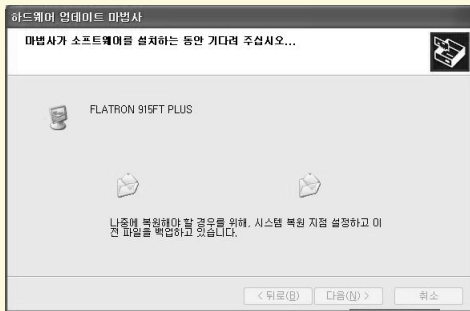 하드웨어 업데이트 마법사
마법사가 소프트웨어를 설치하는 동안 기다려 주십시오...
FLATRON 915FT PLUS
나중에 복원해야 할 경우를 위해, 시스템 복원 지점 설정하고 이
전 파일을 백업하고 있습니다.
< 뒤로(B) 다음(N) > 취소